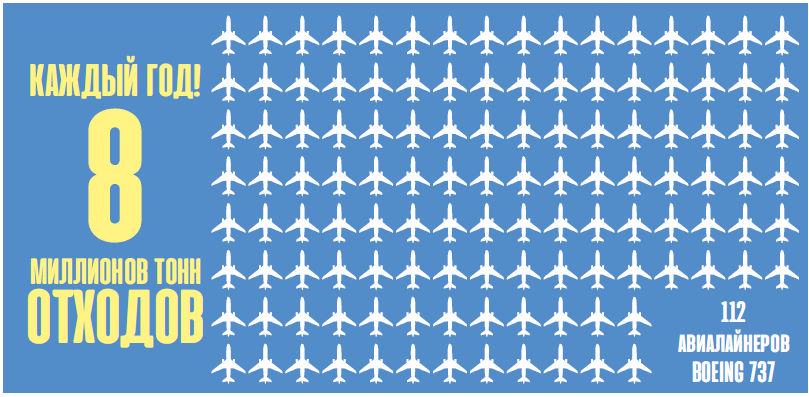 КАЖДЫЙ ГОД!
8
МИЛЛИОНОВ ТОНН
ОТХОДОВ
112
АВИАЛАЙНЕРОВ
BOEING 737